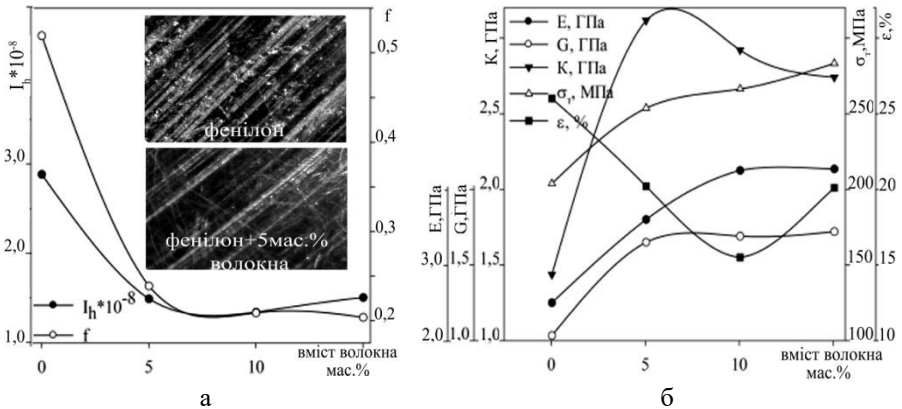 I_h*10^-8
3,0
2,0
1,0
f
0,5
0,4
0,3
0,2
фенілон
фенілон+5мас.%
волокна
I_h*10^-8
f
0
5
10
вміст волокна
мас.%
а
К, ГПа
2,5
2,0
1,5
1,0
E,ГПа
3,0
2,0
G,ГПа
1,5
1,0
E, ГПа
G, ГПа
К, ГПа
σт, МПа
ε, %
σт,МПа
250
200
150
100
ε,%
25
20
15
10
0
5
10
вміст волокна
мас.%
б